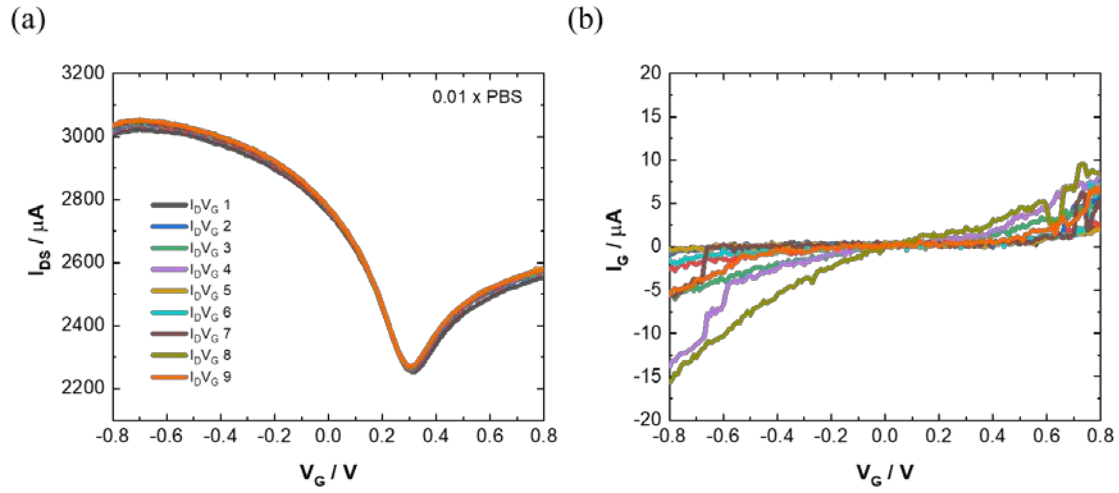 (a)
(b)
3200
3000
2800
2600
2400
2200
I_DS / μA
0.01 x PBS
I_DV_G 1
I_DV_G 2
I_DV_G 3
I_DV_G 4
I_DV_G 5
I_DV_G 6
I_DV_G 7
I_DV_G 8
I_DV_G 9
-0.8 -0.6 -0.4 -0.2 0.0 0.2 0.4 0.6 0.8
V_G / V
20
15
10
5
0
-5
-10
-15
-20
I_G / μA
-0.8 -0.6 -0.4 -0.2 0.0 0.2 0.4 0.6 0.8
V_G / V